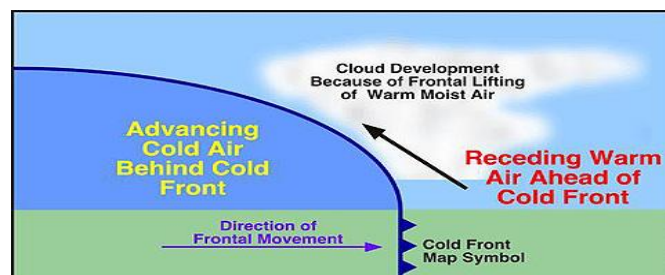 Cloud Development
Because of Frontal Lifting
of Warm Moist Air
Advancing
Cold Air
Behind Cold
Front
Receding Warm
Air Ahead of
Cold Front
Direction of
Frontal Movement
Cold Front
Map Symbol